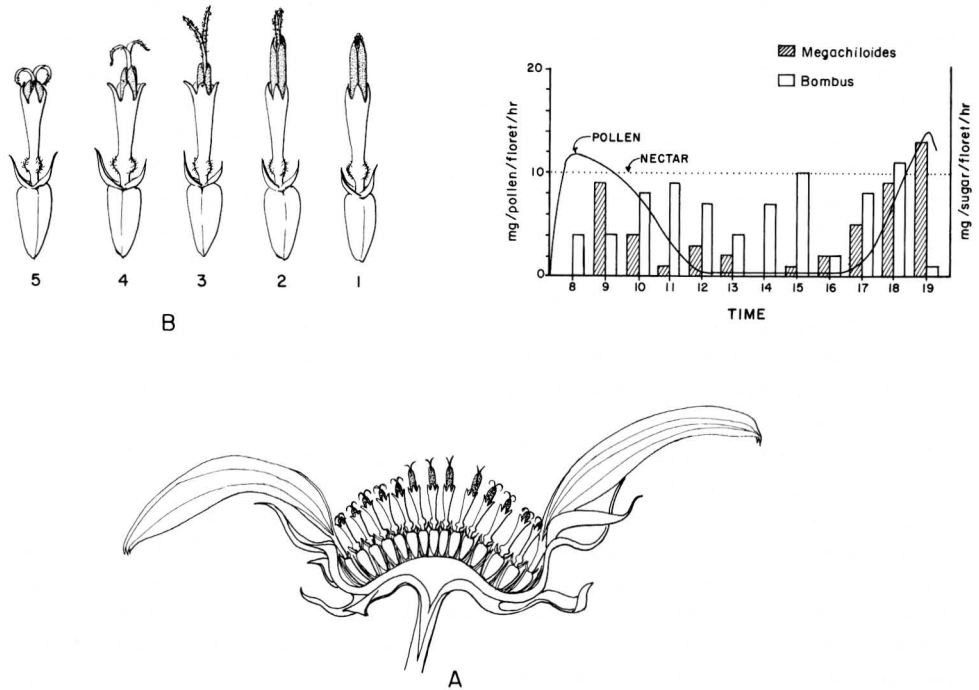 5 4 3 2 1
B
Megachiloides
Bombus
20
10
0
POLLEN
NECTAR
mg/pollen/floret/hr
mg/sugar/floret/hr
8 9 10 11 12 13 14 15 16 17 18 19
TIME
A